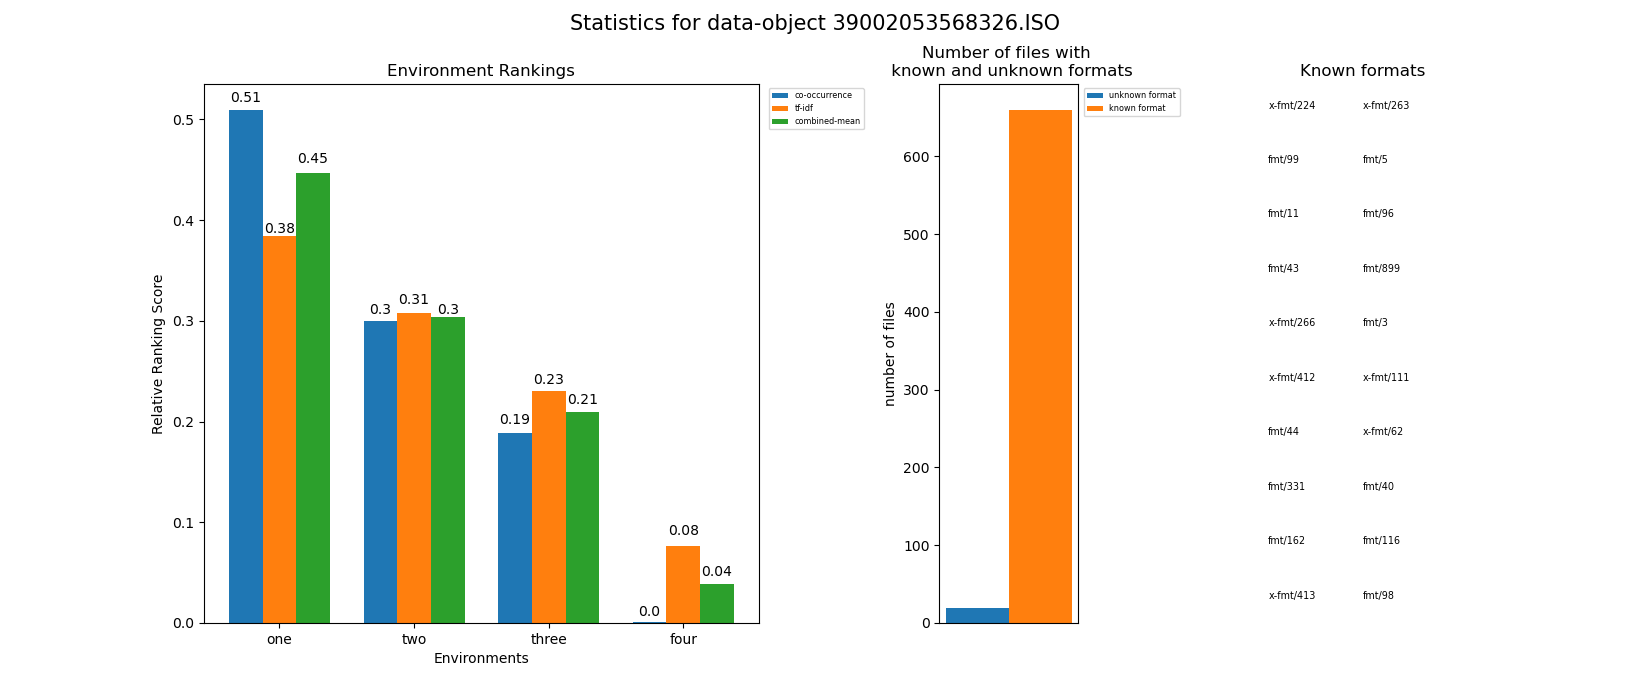 Statistics for data-object 39002053568326.ISO
Environment Rankings
co-occurrence
tf-idf
combined-mean
0.51
0.38
0.45
0.3
0.31
0.3
0.19
0.23
0.21
0.0
0.08
0.04
0.5
0.4
0.3
0.2
0.1
0.0
Relative Ranking Score
one two three four
Environments
Number of files with
known and unknown formats
unknown format
known format
600
500
400
300
200
100
0
number of files
Known formats
x-fmt/224 x-fmt/263
fmt/99 fmt/5
fmt/11 fmt/96
fmt/43 fmt/899
x-fmt/266 fmt/3
x-fmt/412 x-fmt/111
fmt/44 x-fmt/62
fmt/331 fmt/40
fmt/162 fmt/116
x-fmt/413 fmt/98